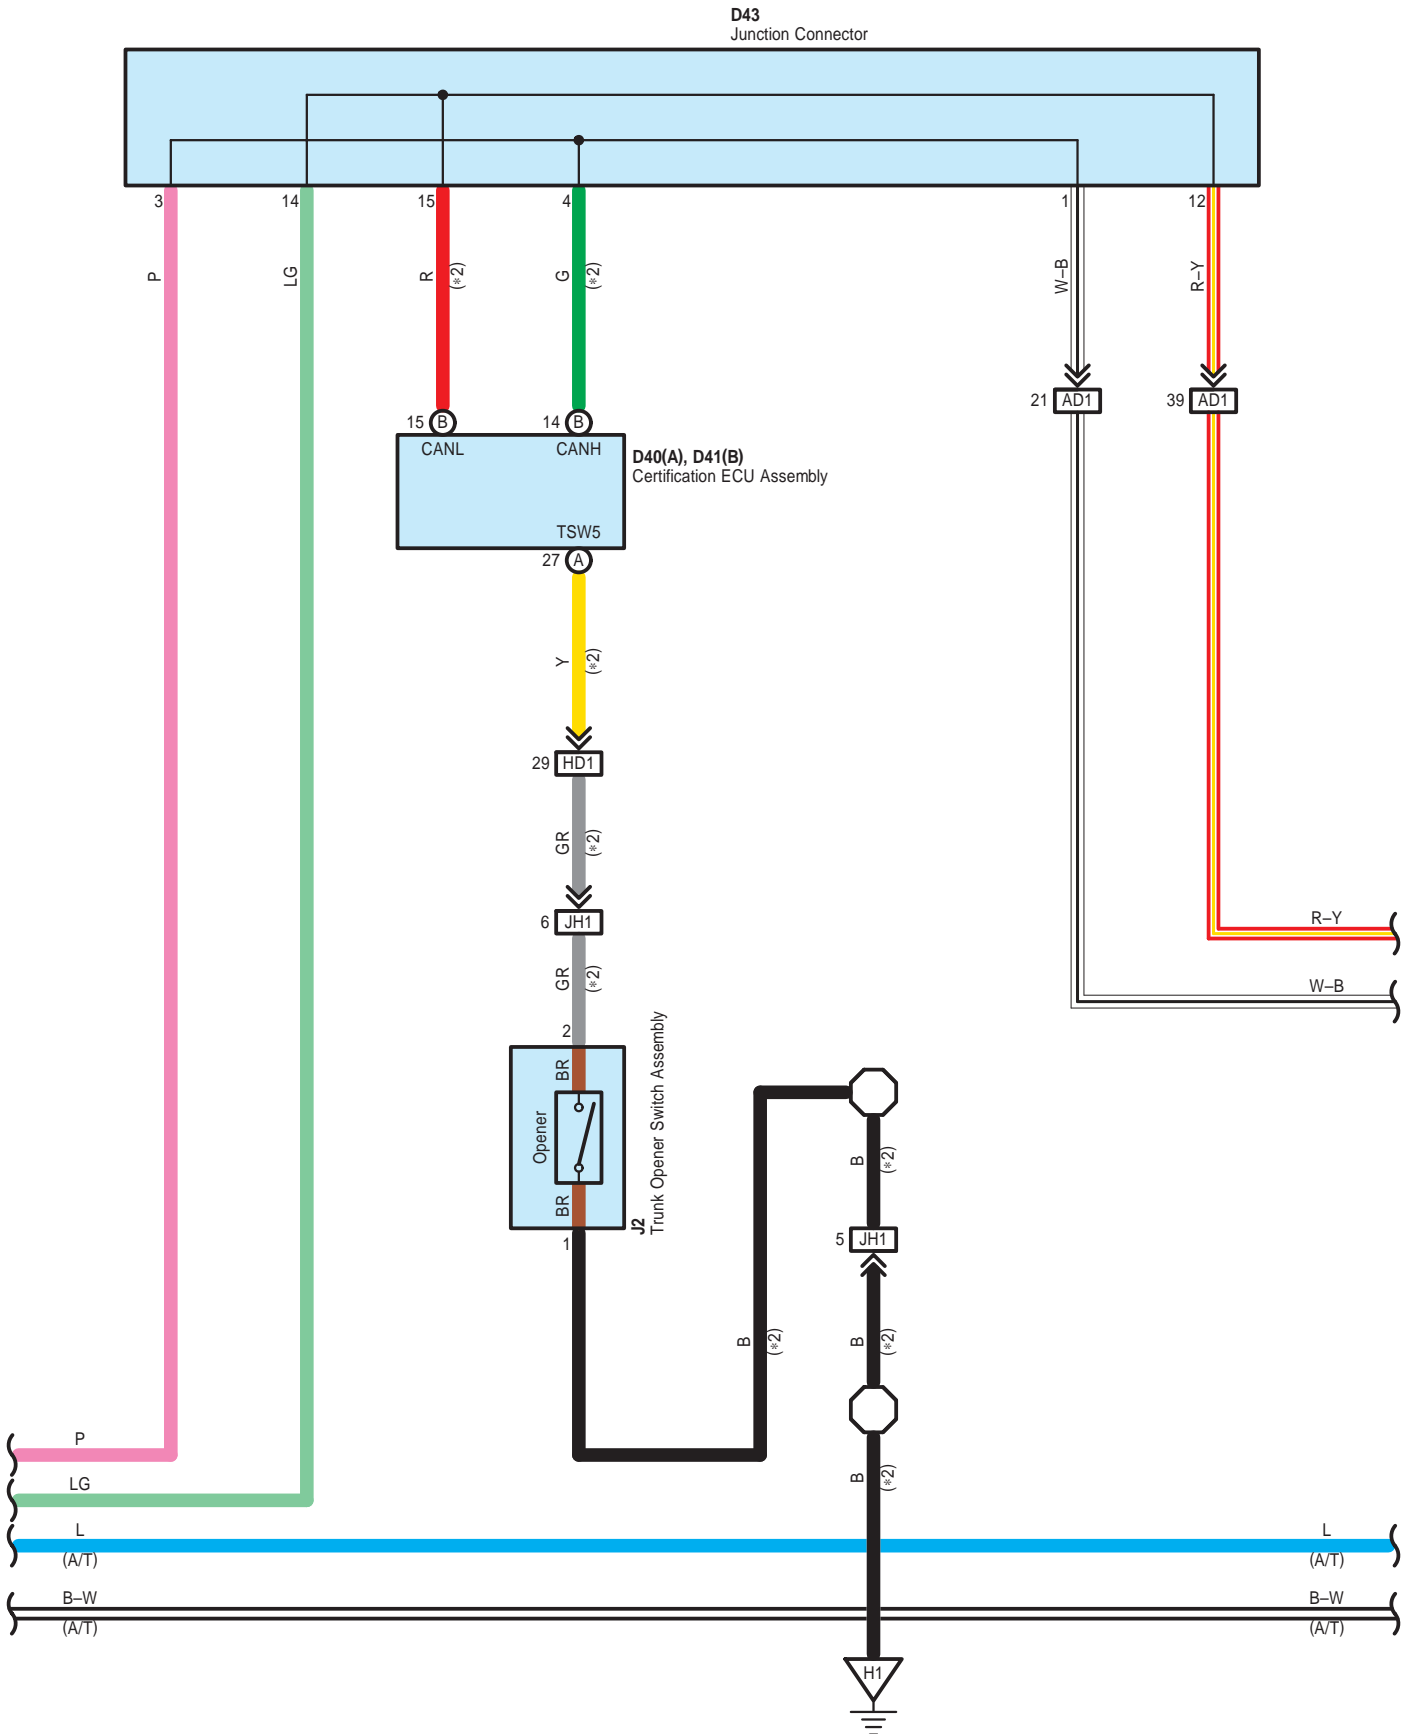 D43
Junction Connector
3
14
15
4
1
12
P
LG
R
(*2)
G
(*2)
W–B
R–Y
21 AD1
39 AD1
15 B
14 B
CANL
CANH
D40(A), D41(B)
Certification ECU Assembly
TSW5
27 A
Y
(*2)
29 HD1
GR
(*2)
6 JH1
R–Y
GR
(*2)
W–B
2
BR
Opener
BR
J2
Trunk Opener Switch Assembly
1
B
(*2)
5 JH1
B
(*2)
B
(*2)
P
B
(*2)
LG
L
(A/T)
L
(A/T)
B–W
(A/T)
B–W
(A/T)
H1